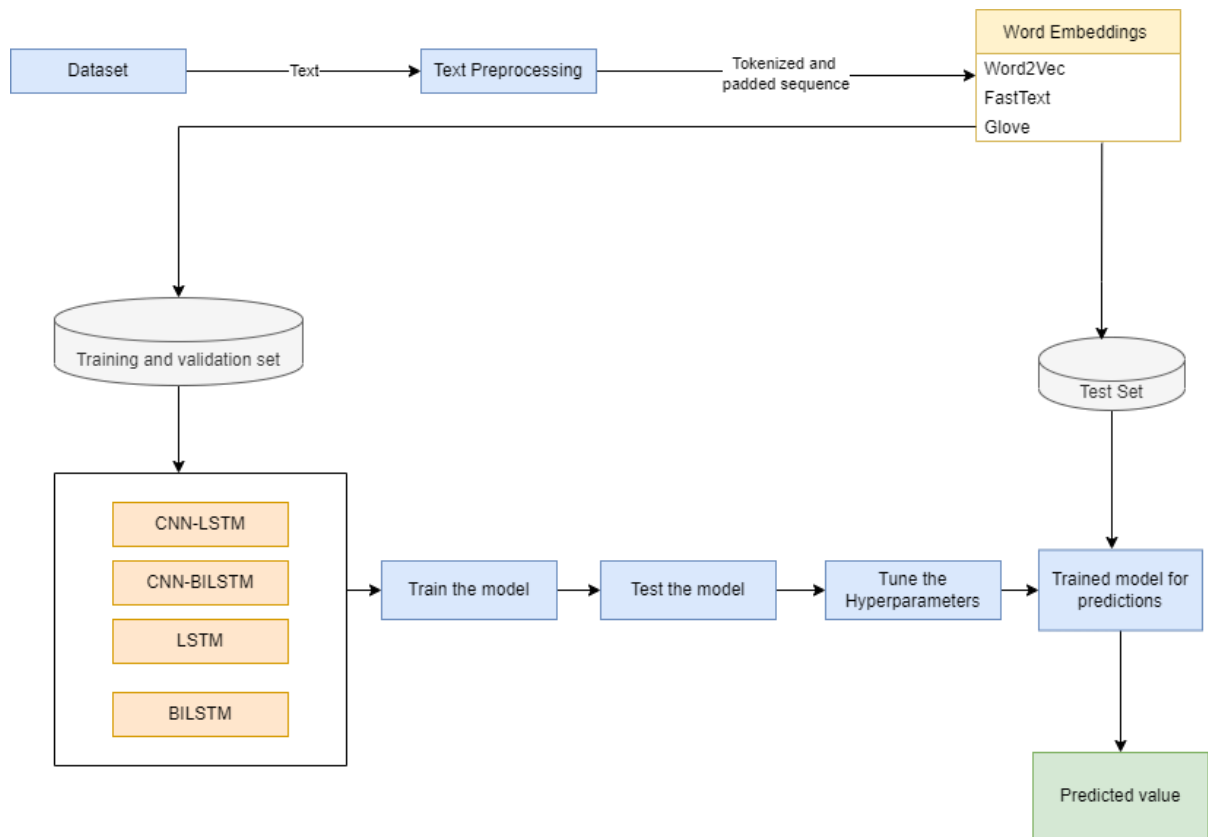 Word Embeddings
Dataset
Text
Text Preprocessing
Tokenized and
padded sequence
Word2Vec
FastText
Glove
Training and validation set
Test Set
CNN-LSTM
CNN-BILSTM
LSTM
BILSTM
Train the model
Test the model
Tune the
Hyperparameters
Trained model for
predictions
Predicted value